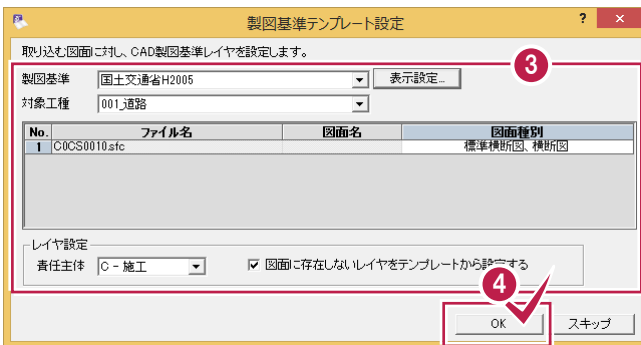 製図基準テンプレート設定
? ×
取り込む図面に対し、CAD製図基準レイヤを設定します。
3
製図基準 国土交通省H2005 表示設定...
対象工種 001_道路
No. ファイル名 図面名 図面種別
1 C0CS0010.sfc 標準横断図、横断図
レイヤ設定
責任主体 C - 施工 図面に存在しないレイヤをテンプレートから設定する
4
OK スキップ